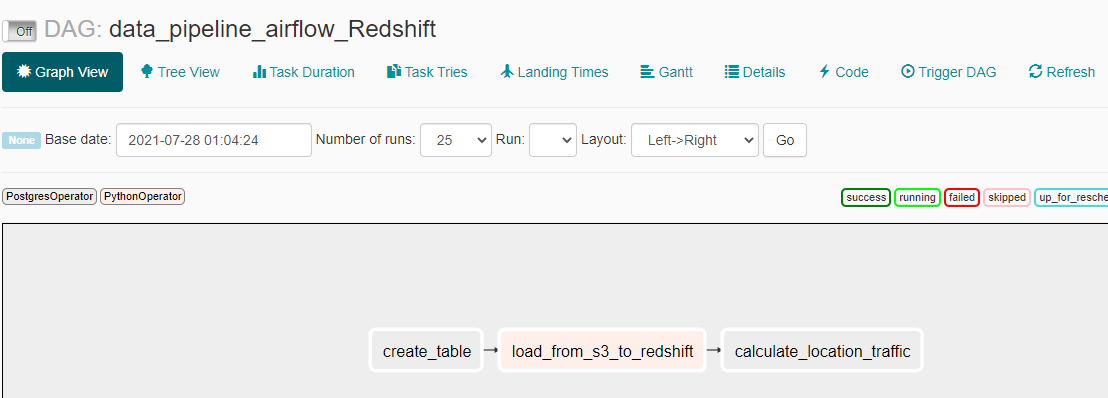 Off DAG: data_pipeline_airflow_Redshift
Graph View Tree View Task Duration Task Tries Landing Times Gantt Details Code Trigger DAG Refresh
None Base date: 2021-07-28 01:04:24 Number of runs: 25 Run: Layout: Left->Right Go
PostgresOperator PythonOperator success running failed skipped up_for_resche
create_table load_from_s3_to_redshift calculate_location_traffic